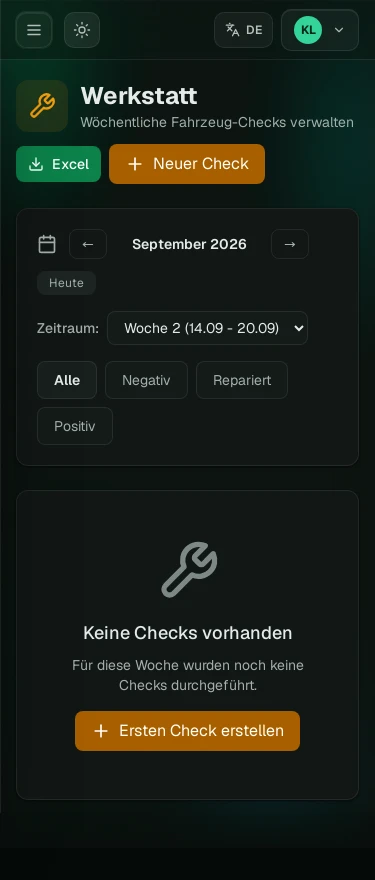 DE
KL
Werkstatt
Wöchentliche Fahrzeug-Checks verwalten
Excel
Neuer Check
← September 2026 →
Heute
Zeitraum: Woche 2 (14.09 - 20.09)
Alle Negativ Repariert
Positiv
Keine Checks vorhanden
Für diese Woche wurden noch keine
Checks durchgeführt.
Ersten Check erstellen